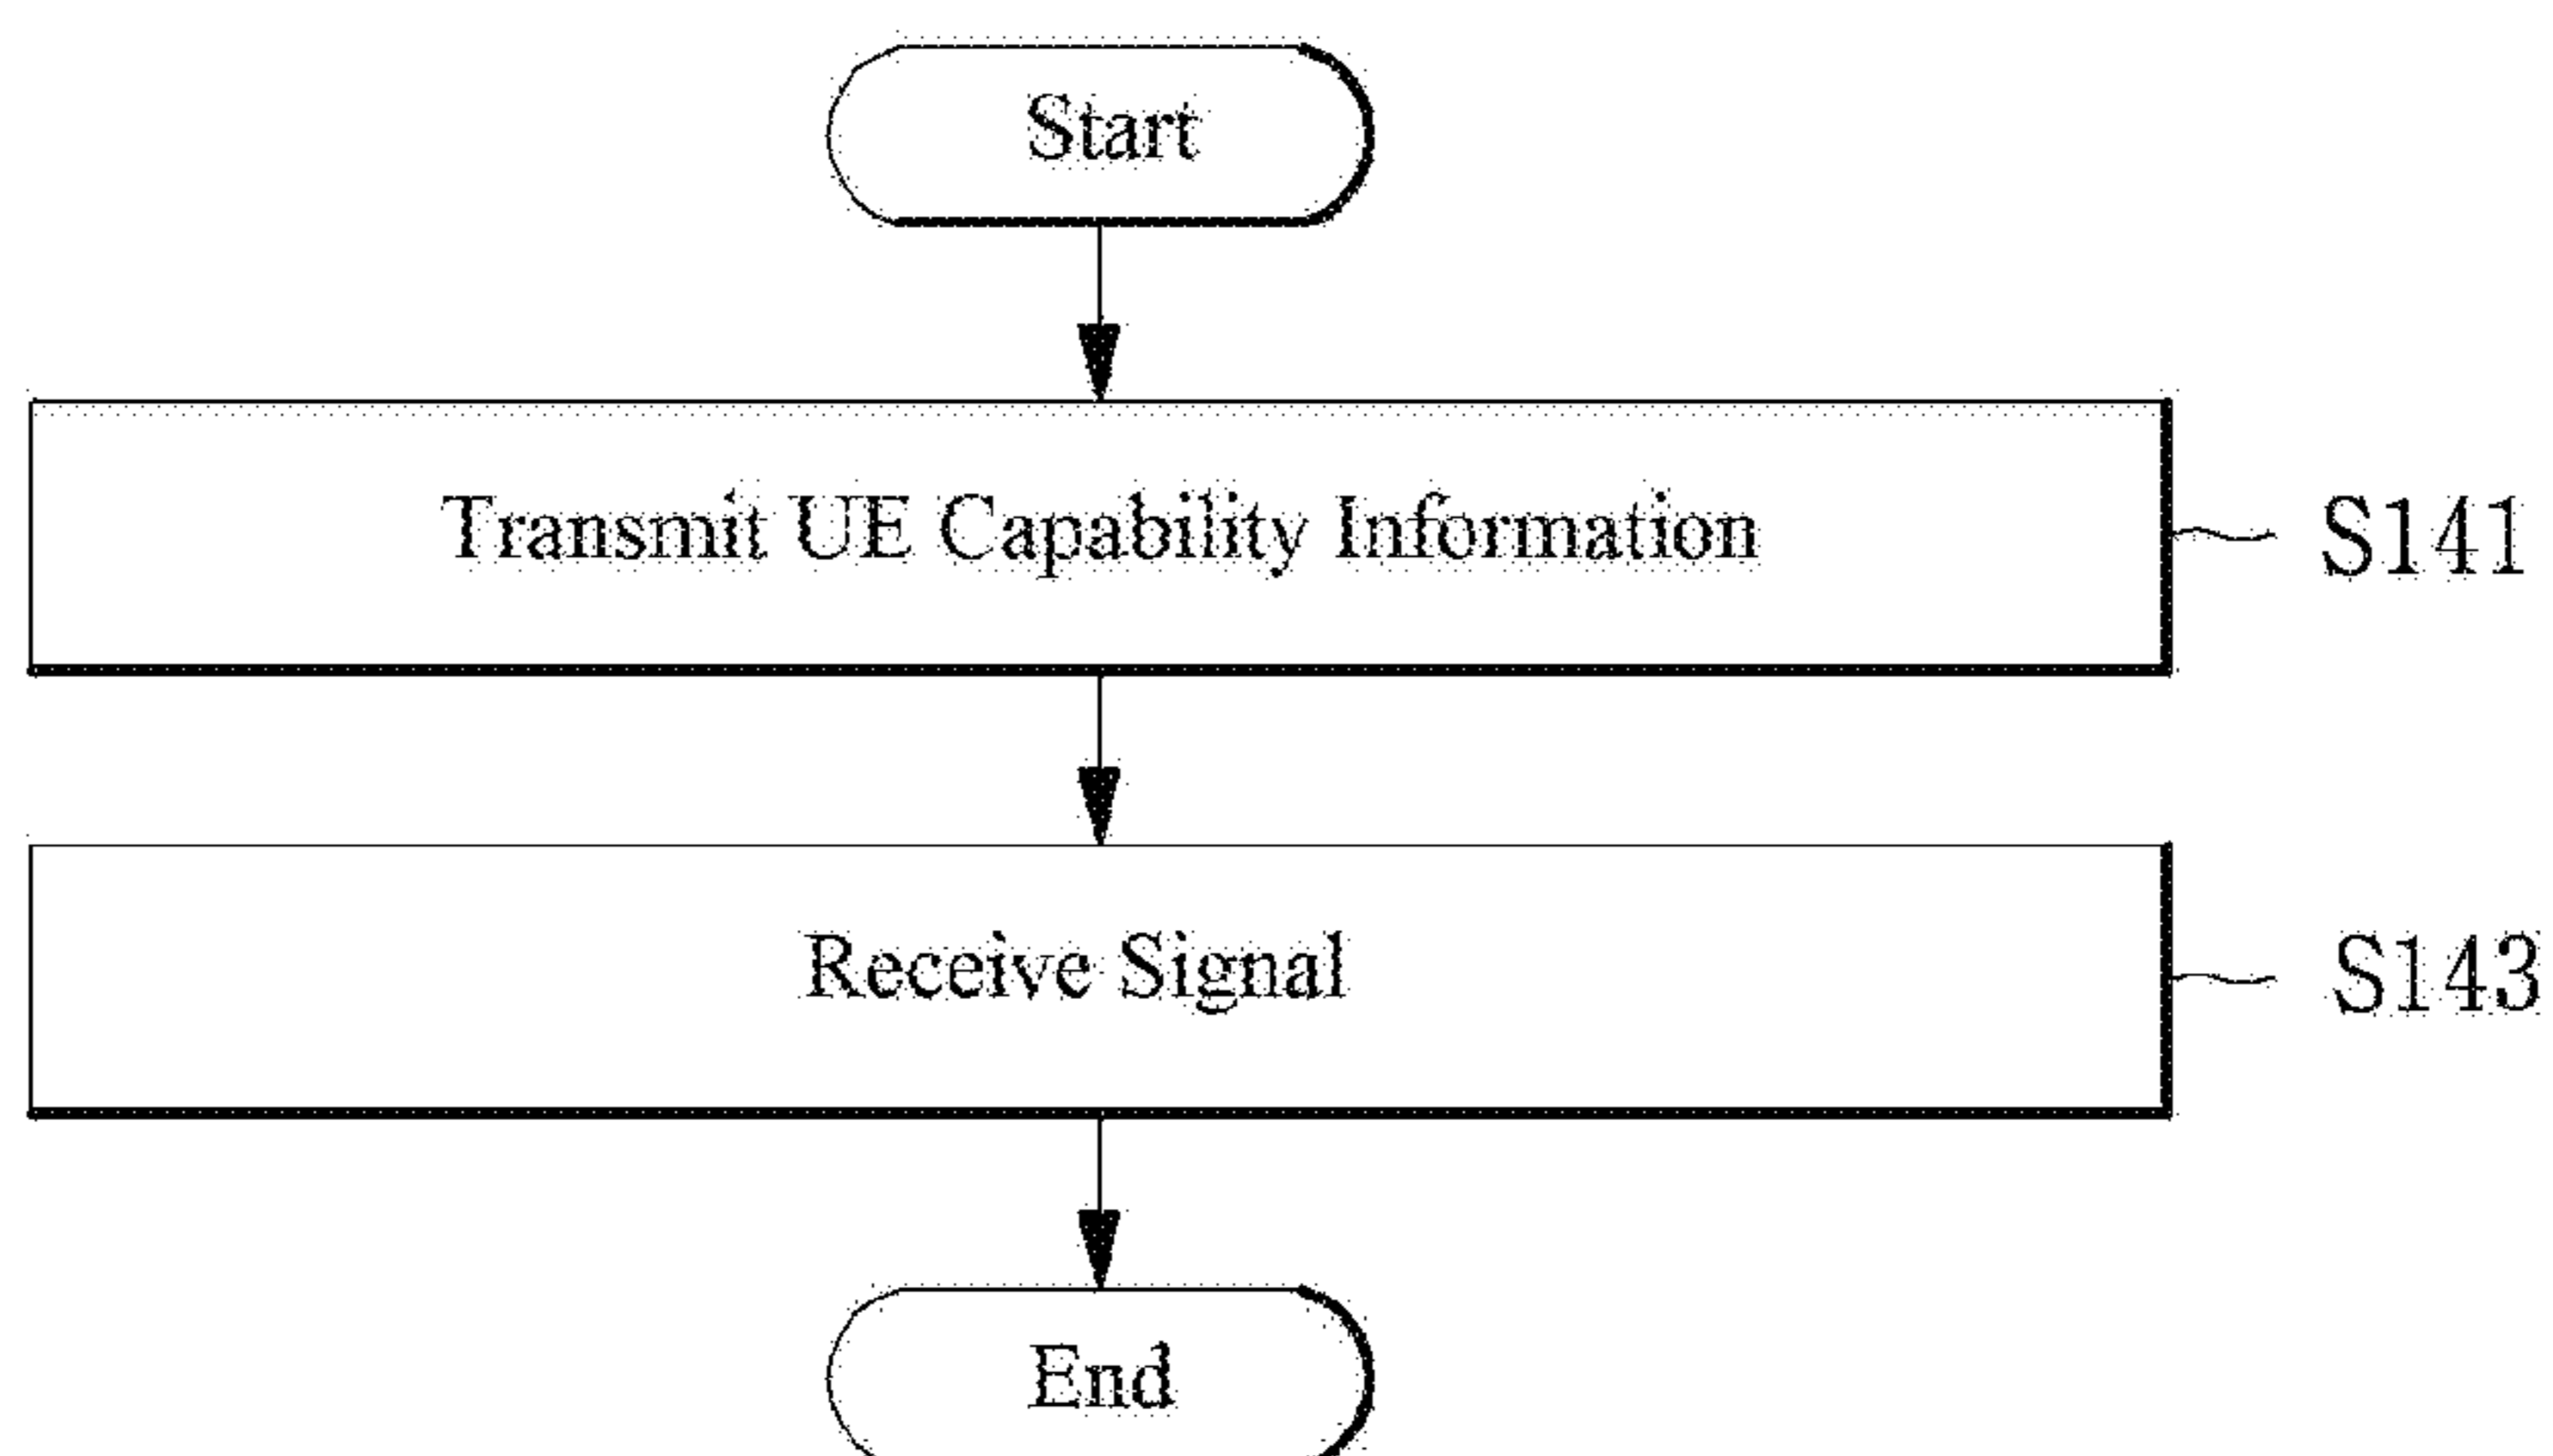 Start
Transmit UE Capability Information
S141
Receive Signal
S143
End